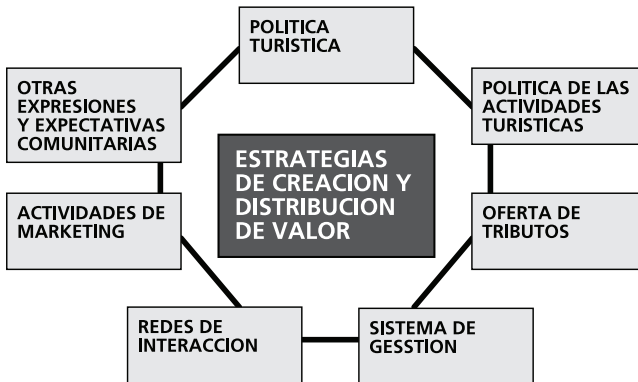 POLITICA
TURISTICA
OTRAS
EXPRESIONES
Y EXPECTATIVAS
COMUNITARIAS
POLITICA DE LAS
ACTIVIDADES
TURISTICAS
ESTRATEGIAS
DE CREACION Y
DISTRIBUCION
DE VALOR
ACTIVIDADES DE
MARKETING
OFERTA DE
TRIBUTOS
REDES DE
INTERACCION
SISTEMA DE
GESSTION